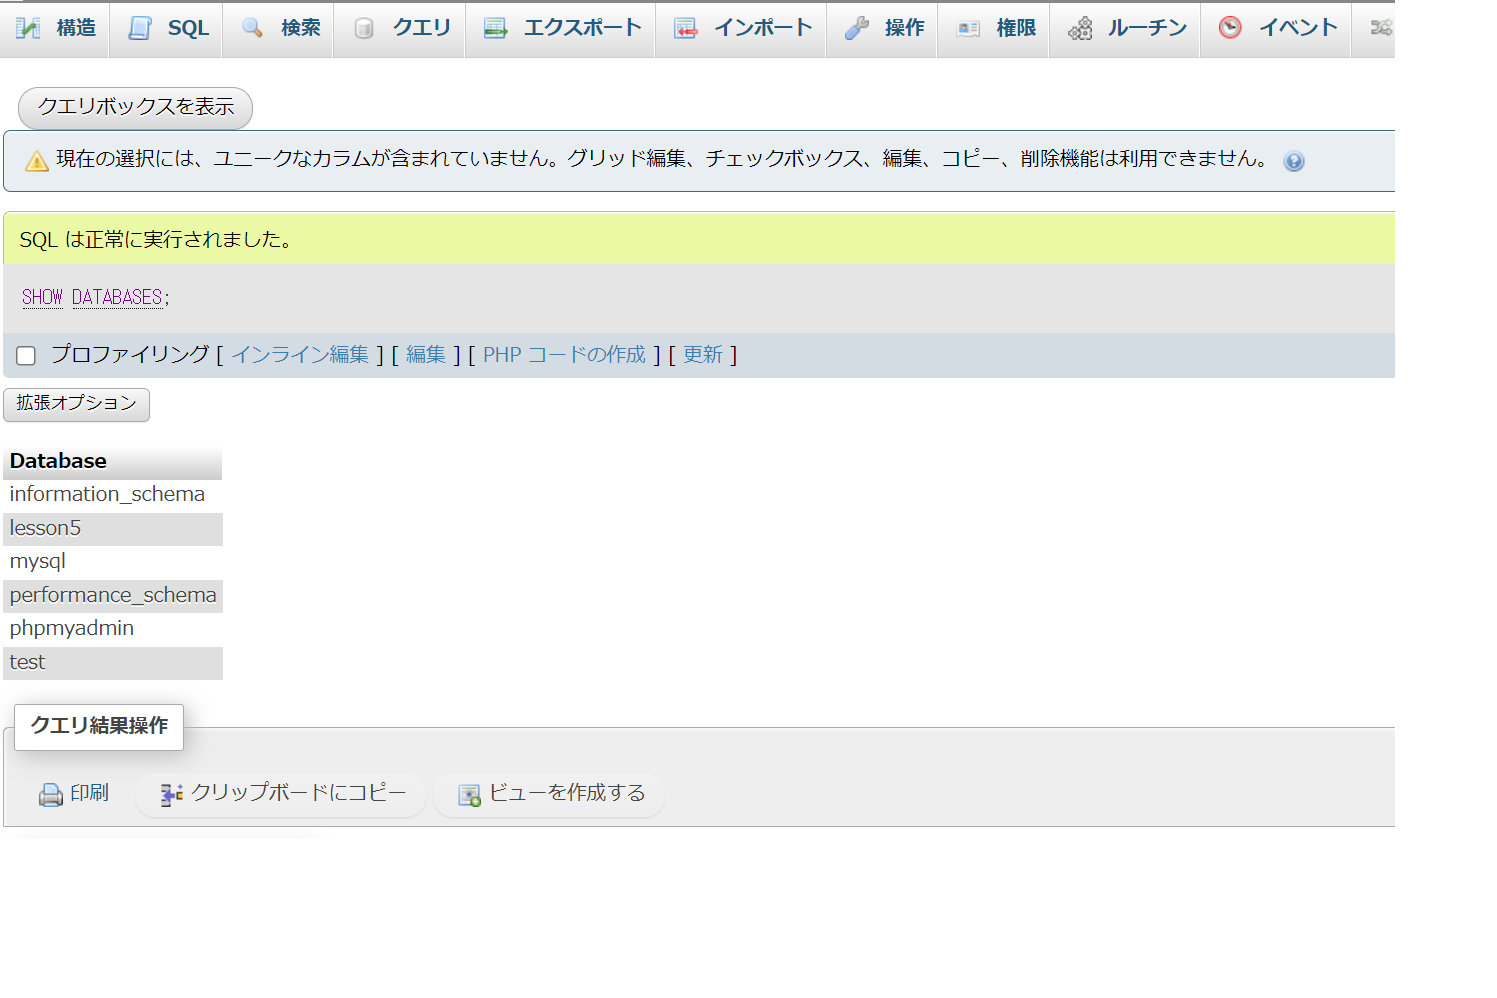 構造 SQL 検索 クエリ エクスポート インポート 操作 権限 ルーチン イベント
クエリボックスを表示
現在の選択には、ユニークなカラムが含まれていません。グリッド編集、チェックボックス、編集、コピー、削除機能は利用できません。
SQL は正常に実行されました。
SHOW DATABASES;
プロファイリング [ インライン編集 ] [ 編集 ] [ PHP コードの作成 ] [ 更新 ]
拡張オプション
Database
information_schema
lesson5
mysql
performance_schema
phpmyadmin
test
クエリ結果操作
印刷 クリップボードにコピー ビューを作成する